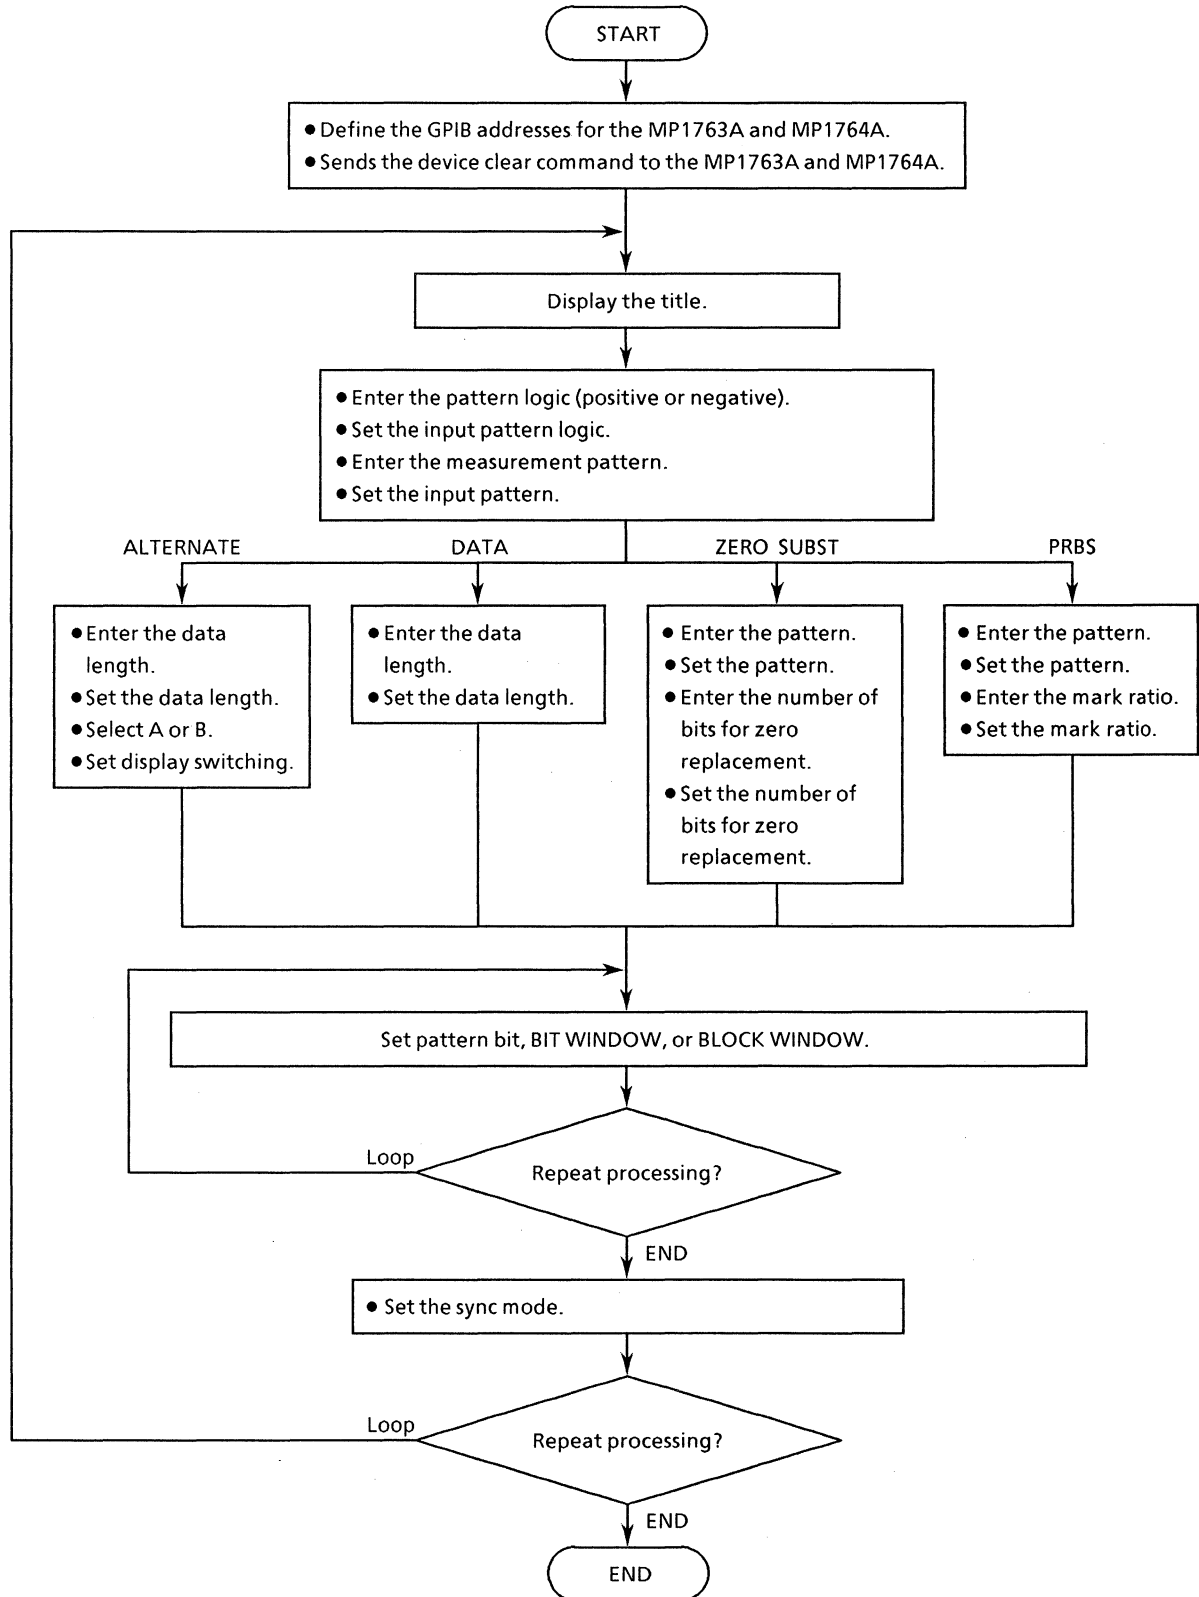 START
● Define the GPIB addresses for the MP1763A and MP1764A.
● Sends the device clear command to the MP1763A and MP1764A.
Display the title.
● Enter the pattern logic (positive or negative).
● Set the input pattern logic.
● Enter the measurement pattern.
● Set the input pattern.
ALTERNATE
● Enter the data
length.
● Set the data length.
● Select A or B.
● Set display switching.
DATA
● Enter the data
length.
● Set the data length.
ZERO SUBST
● Enter the pattern.
● Set the pattern.
● Enter the number of
bits for zero
replacement.
● Set the number of
bits for zero
replacement.
PRBS
● Enter the pattern.
● Set the pattern.
● Enter the mark ratio.
● Set the mark ratio.
Set pattern bit, BIT WINDOW, or BLOCK WINDOW.
Loop
Repeat processing?
END
● Set the sync mode.
Loop
Repeat processing?
END
END